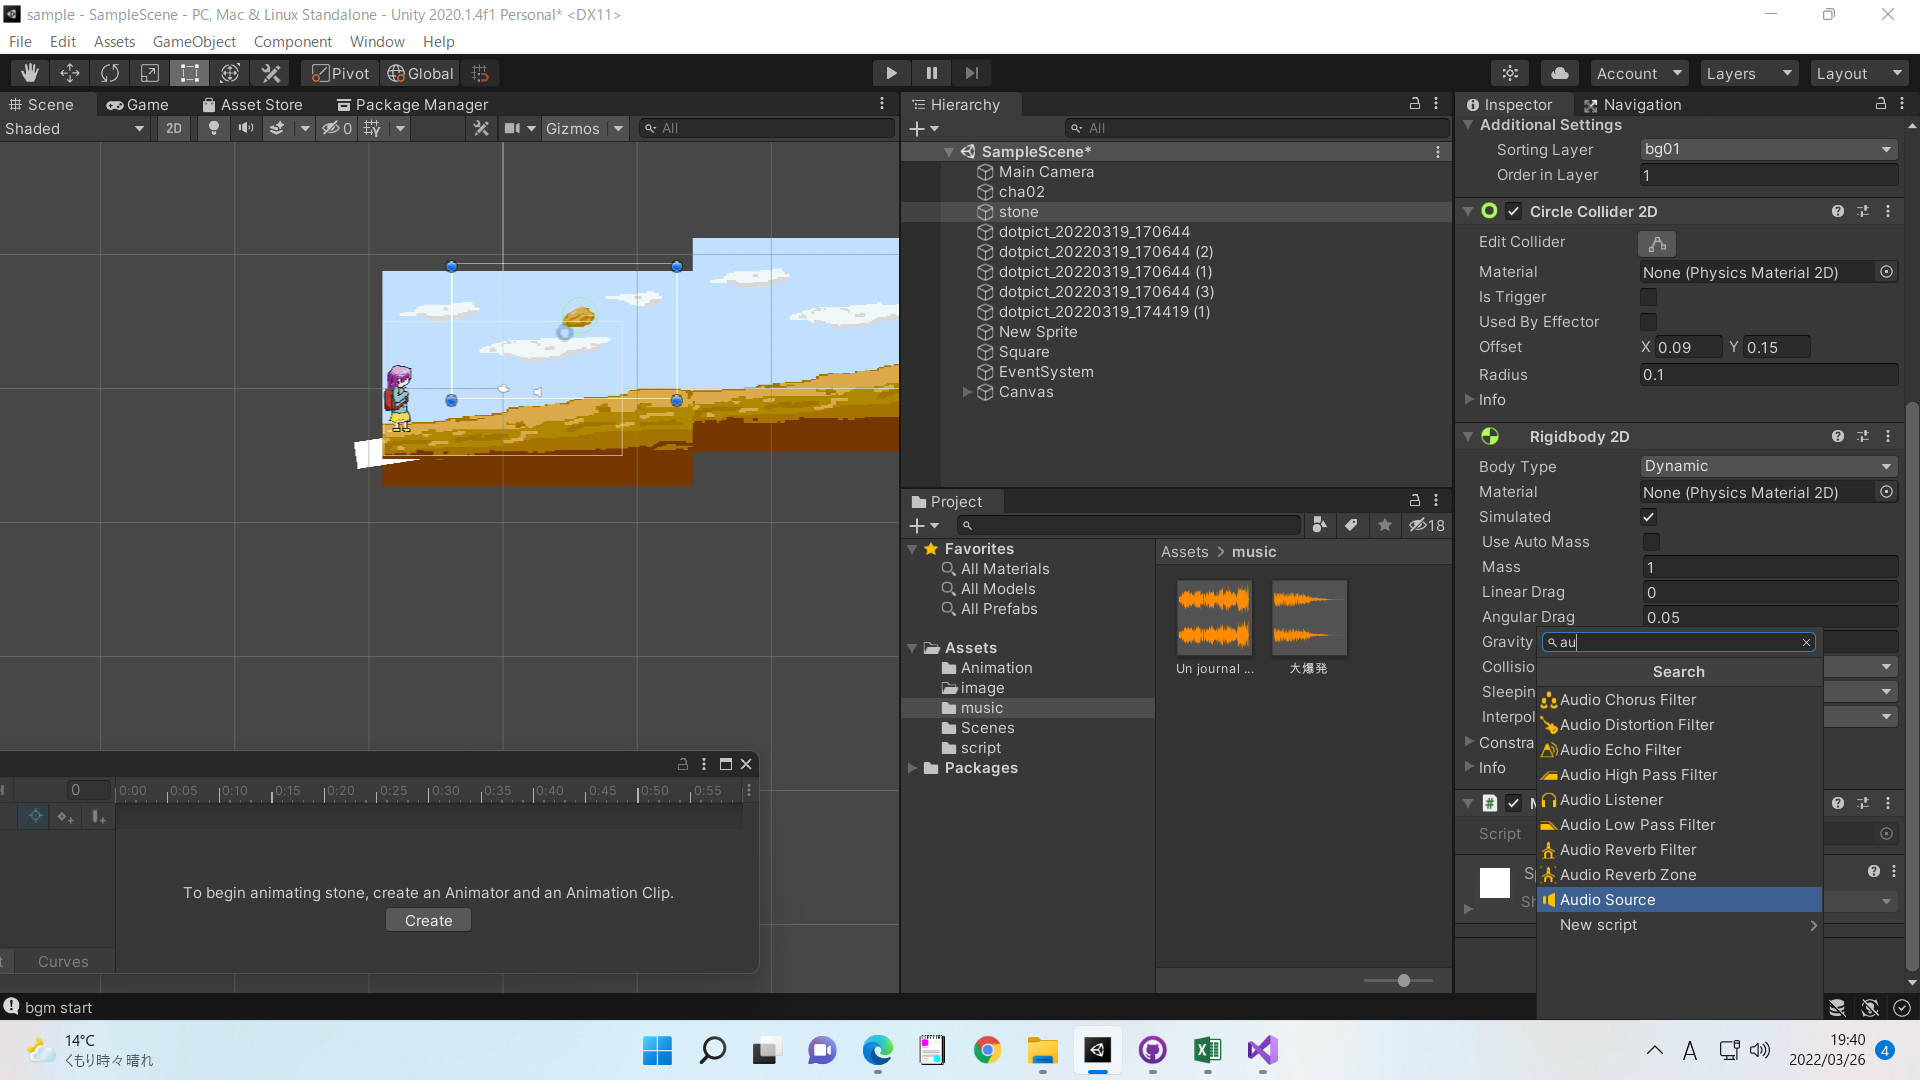 sample - SampleScene - PC, Mac & Linux Standalone - Unity 2020.1.4f1 Personal* <DX11>
File Edit Assets GameObject Component Window Help
Pivot Global Account Layers Layout
Scene Game Asset Store Package Manager
Shaded 2D 0 Gizmos All
Hierarchy
All
SampleScene*
Main Camera
cha02
stone
dotpict_20220319_170644
dotpict_20220319_170644 (2)
dotpict_20220319_170644 (1)
dotpict_20220319_170644 (3)
dotpict_20220319_174419 (1)
New Sprite
Square
EventSystem
Canvas
Project
18
Favorites
All Materials
All Models
All Prefabs
Assets
Animation
image
music
Scenes
script
Packages
Assets > music
Un journal ...
大爆発
Inspector Navigation
Additional Settings
Sorting Layer bg01
Order in Layer 1
Circle Collider 2D
Edit Collider
Material None (Physics Material 2D)
Is Trigger
Used By Effector
Offset X 0.09 Y 0.15
Radius 0.1
Info
Rigidbody 2D
Body Type Dynamic
Material None (Physics Material 2D)
Simulated
Use Auto Mass
Mass 1
Linear Drag 0
Angular Drag 0.05
Gravity
Collisio
Sleepin
Interpol
Constra
Info
Script
au
Search
Audio Chorus Filter
Audio Distortion Filter
Audio Echo Filter
Audio High Pass Filter
Audio Listener
Audio Low Pass Filter
Audio Reverb Filter
Audio Reverb Zone
Audio Source
New script
0
0:00 0:05 0:10 0:15 0:20 0:25 0:30 0:35 0:40 0:45 0:50 0:55
To begin animating stone, create an Animator and an Animation Clip.
Create
Curves
bgm start
14°C
くもり時々晴れ
A
19:40
2022/03/26
4